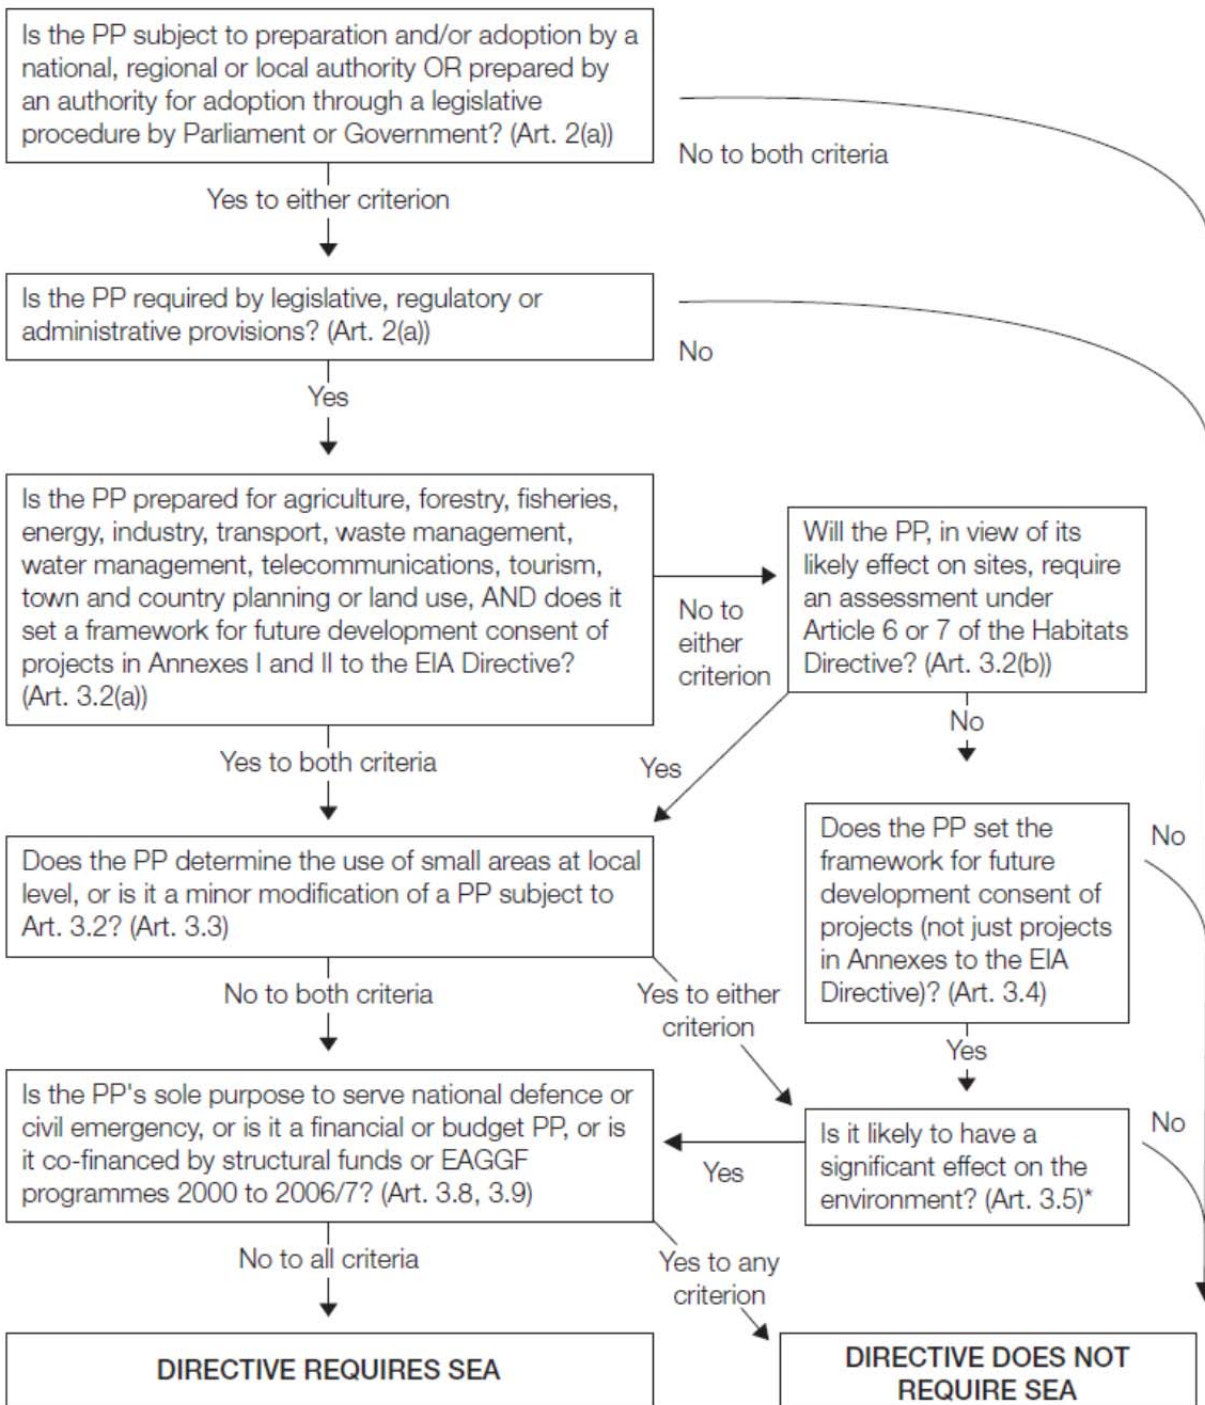 Is the PP subject to preparation and/or adoption by a
national, regional or local authority OR prepared by
an authority for adoption through a legislative
procedure by Parliament or Government? (Art. 2(a))
No to both criteria
Yes to either criterion
Is the PP required by legislative, regulatory or
administrative provisions? (Art. 2(a))
No
Yes
Is the PP prepared for agriculture, forestry, fisheries,
energy, industry, transport, waste management,
water management, telecommunications, tourism,
town and country planning or land use, AND does it
set a framework for future development consent of
projects in Annexes I and II to the EIA Directive?
(Art. 3.2(a))
No to
either
criterion
Will the PP, in view of its
likely effect on sites, require
an assessment under
Article 6 or 7 of the Habitats
Directive? (Art. 3.2(b))
Yes to both criteria
Yes
No
Does the PP determine the use of small areas at local
level, or is it a minor modification of a PP subject to
Art. 3.2? (Art. 3.3)
Does the PP set the
framework for future
development consent of
projects (not just projects
in Annexes to the EIA
Directive)? (Art. 3.4)
No
No to both criteria
Yes to either
criterion
Yes
Is the PP's sole purpose to serve national defence or
civil emergency, or is it a financial or budget PP, or is
it co-financed by structural funds or EAGGF
programmes 2000 to 2006/7? (Art. 3.8, 3.9)
Yes
Is it likely to have a
significant effect on the
environment? (Art. 3.5)*
No
No to all criteria
Yes to any
criterion
DIRECTIVE REQUIRES SEA
DIRECTIVE DOES NOT
REQUIRE SEA